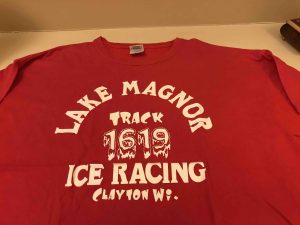 LAKE MAGNOR
TRACK
1619
ICE RACING
CLAYTON WI.